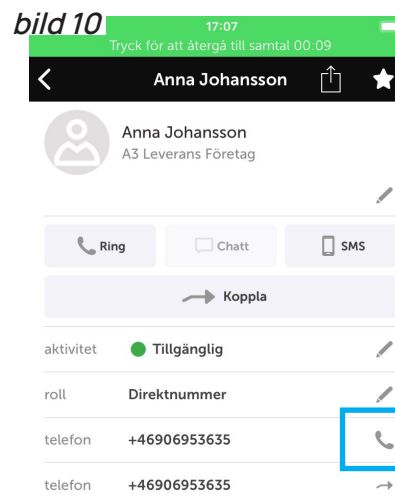 bild 10
17:07
Tryck för att återgå till samtal 00:09
Anna Johansson
Anna Johansson
A3 Leverans Företag
Ring
Chatt
SMS
Koppla
aktivitet Tillgänglig
roll Direktnummer
telefon +46906953635
telefon +46906953635